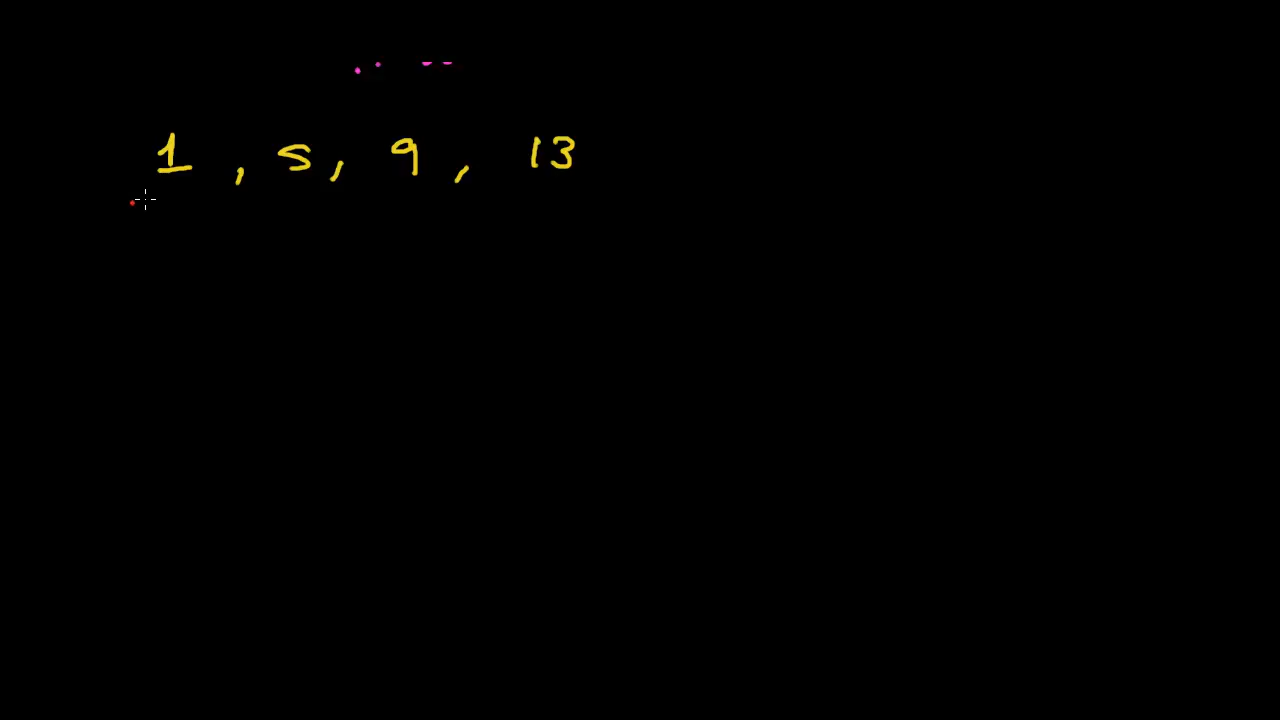 1 , 5 , 9 , 13